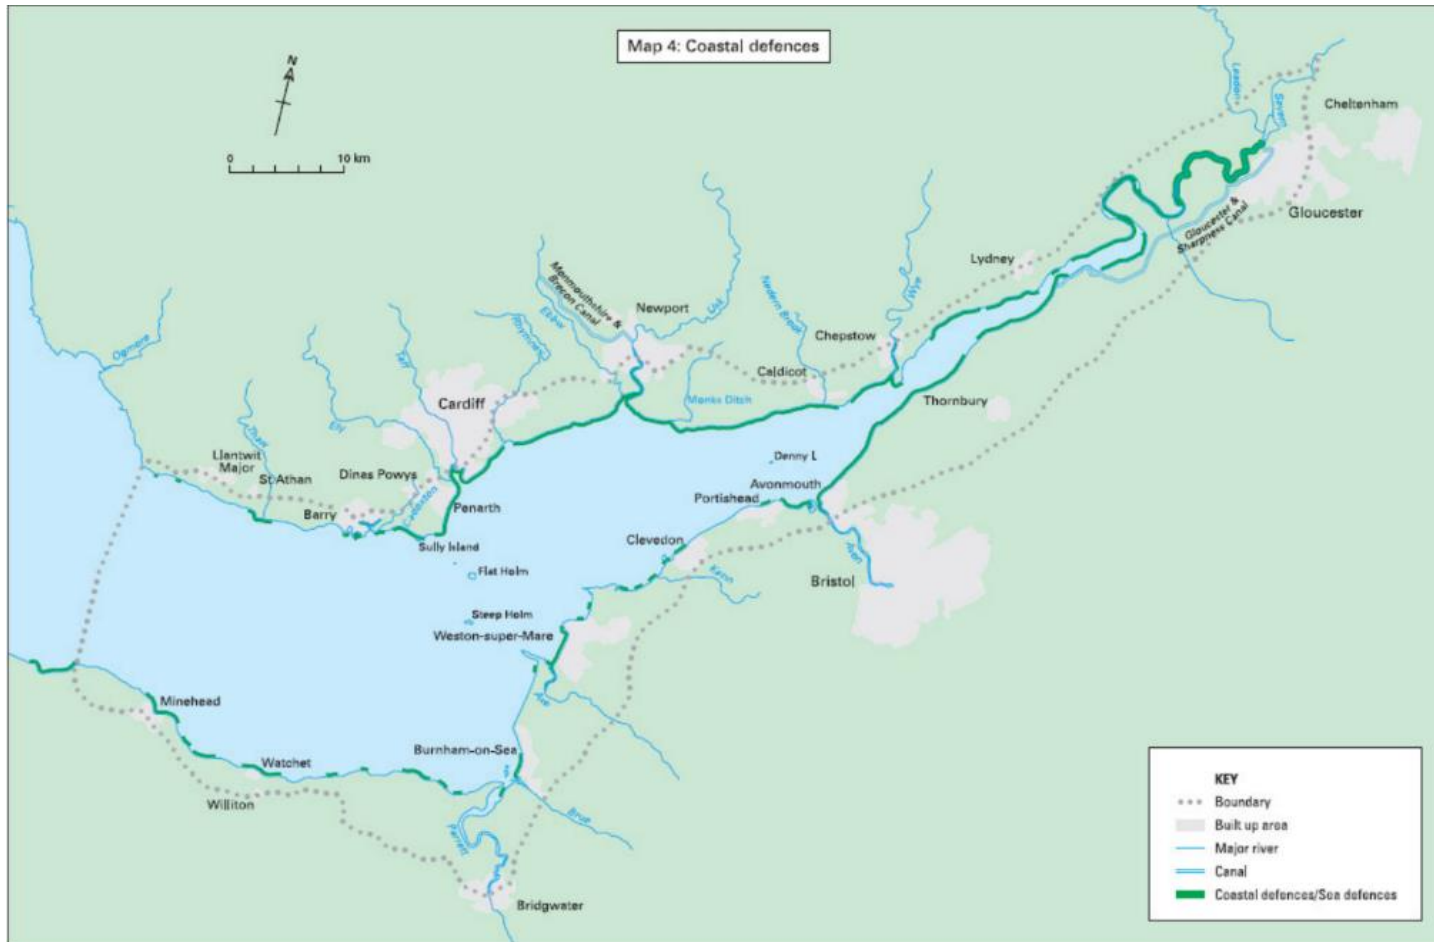 Map 4: Coastal defences
N
0 10 km
Leadon
Severn
Cheltenham
Gloucester
Gloucester &
Sharpness Canal
Lydney
Wye
Chepstow
Nedern Brook
Caldicot
Usk
Newport
Monmouthshire &
Brecon Canal
Ebbw
Rhymney
Monks Ditch
Thornbury
Ogmore
Taff
Cardiff
Ely
Thaw
Llantwit
Major
St Athan
Dinas Powys
Cadoxton
Barry
Penarth
Sully Island
Flat Holm
Steep Holm
Denny I.
Avonmouth
Portishead
Avon
Bristol
Clevedon
Kenn
Weston-super-Mare
Axe
Minehead
Watchet
Williton
Burnham-on-Sea
Brue
Parrett
Bridgwater
KEY
Boundary
Built up area
Major river
Canal
Coastal defences/Sea defences